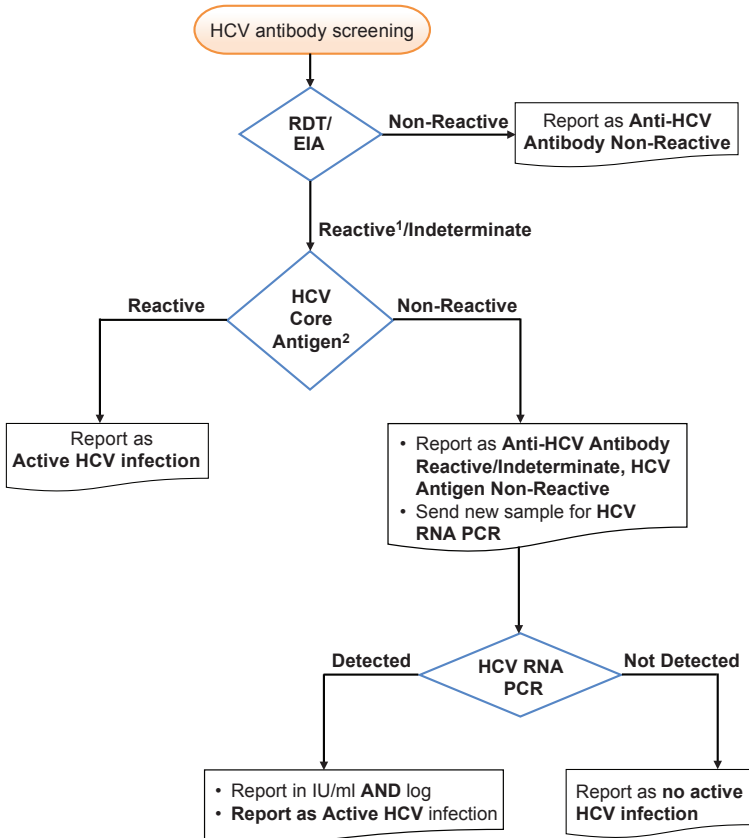 HCV antibody screening
RDT/
EIA
Non-Reactive
Report as Anti-HCV
Antibody Non-Reactive
Reactive¹/Indeterminate
Reactive
HCV
Core
Antigen²
Non-Reactive
Report as
Active HCV infection
• Report as Anti-HCV Antibody
Reactive/Indeterminate, HCV
Antigen Non-Reactive
• Send new sample for HCV
RNA PCR
Detected
HCV RNA
PCR
Not Detected
• Report in IU/ml AND log
• Report as Active HCV infection
Report as no active
HCV infection